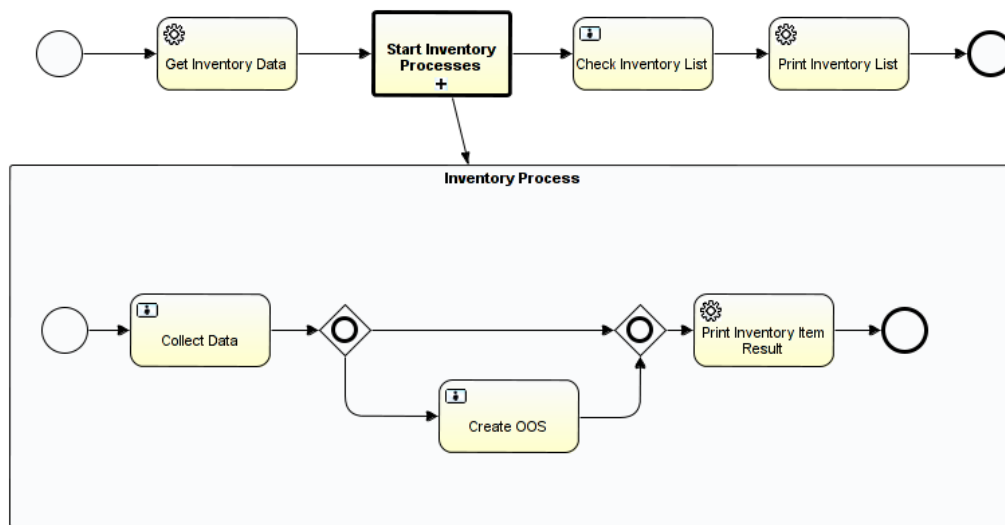 Get Inventory Data
Start Inventory
Processes
Check Inventory List
Print Inventory List
Inventory Process
Collect Data
Create OOS
Print Inventory Item
Result